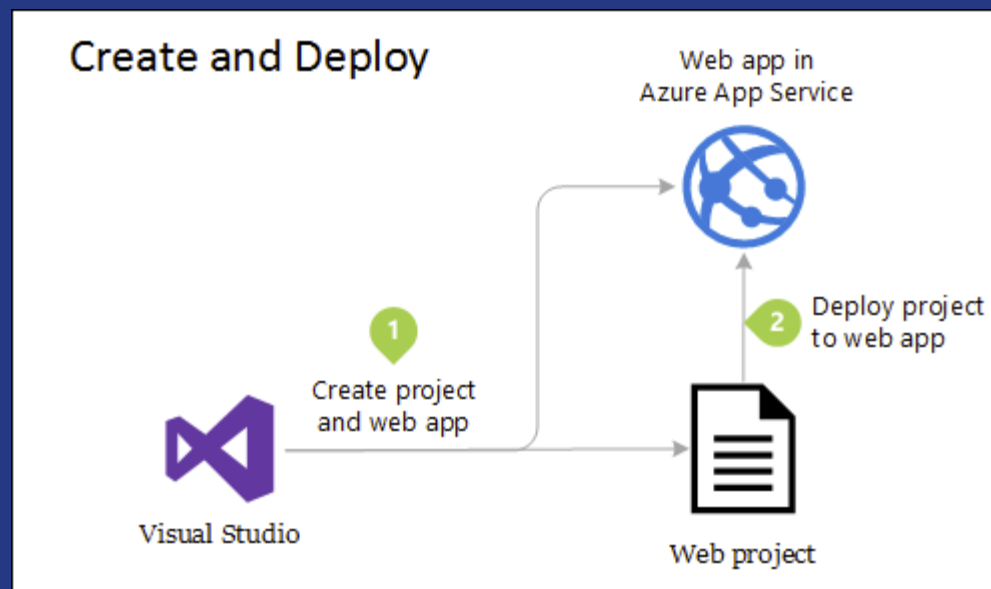 Create and Deploy
Web app in
Azure App Service
1
Create project
and web app
2
Deploy project
to web app
Visual Studio
Web project